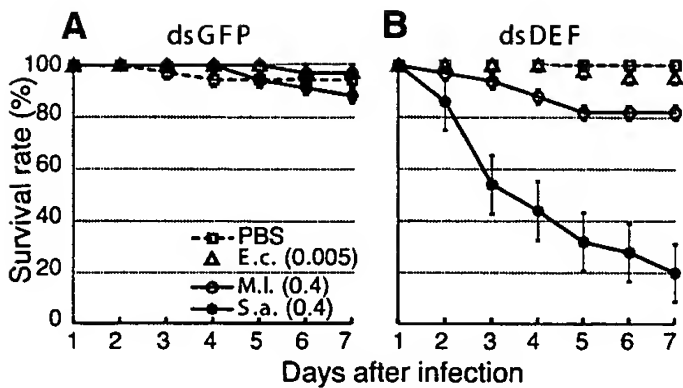 A dsGFP
B dsDEF
Survival rate (%)
100
80
60
40
20
0
PBS
E.c. (0.005)
M.l. (0.4)
S.a. (0.4)
1 2 3 4 5 6 7
1 2 3 4 5 6 7
Days after infection